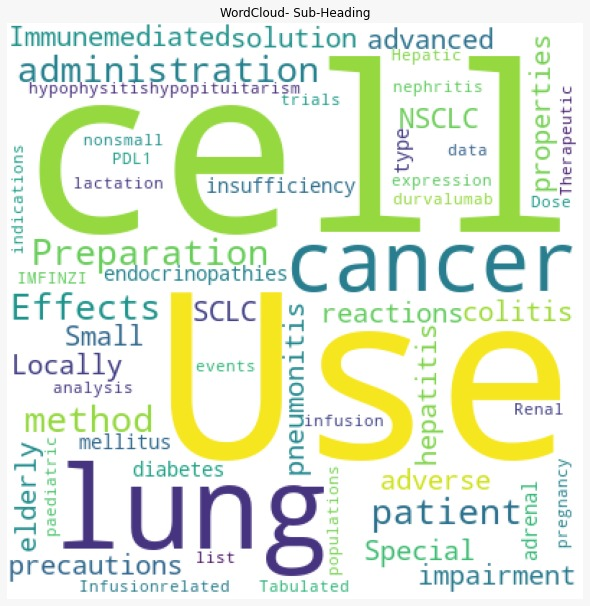 WordCloud- Sub-Heading
Immunemediated
solution
advanced
Hepatic
administration
hypophysitishypopituitarism
trials
nephritis
cell
NSCLC
type
properties
Therapeutic
nonsmall
PDL1
data
indications
lactation
insufficiency
expression
durvalumab
Dose
Preparation
cancer
IMFINZI
endocrinopathies
Effects
SCLC
reactions
colitis
Small
Use
Locally
events
pneumonitis
hepatitis
analysis
method
infusion
Renal
mellitus
elderly
paediatric
diabetes
lung
populations
adverse
patient
adrenal
pregnancy
Special
precautions
list
impairment
Infusionrelated
Tabulated